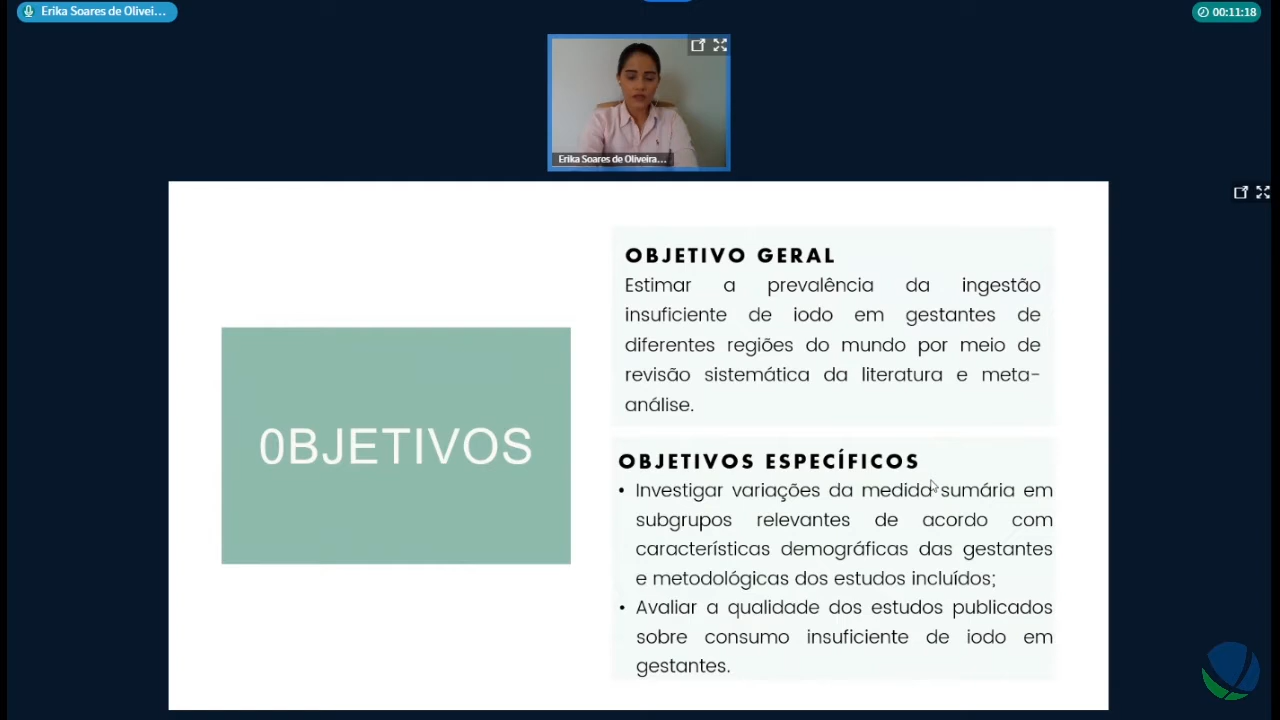 Erika Soares de Olivei...
00:11:18
Erika Soares de Oliveira...
OBJETIVO GERAL
Estimar a prevalência da ingestão
insuficiente de iodo em gestantes de
diferentes regiões do mundo por meio de
revisão sistemática da literatura e meta-
análise.
0BJETIVOS
OBJETIVOS ESPECÍFICOS
• Investigar variações da medida sumária em
subgrupos relevantes de acordo com
características demográficas das gestantes
e metodológicas dos estudos incluídos;
• Avaliar a qualidade dos estudos publicados
sobre consumo insuficiente de iodo em
gestantes.